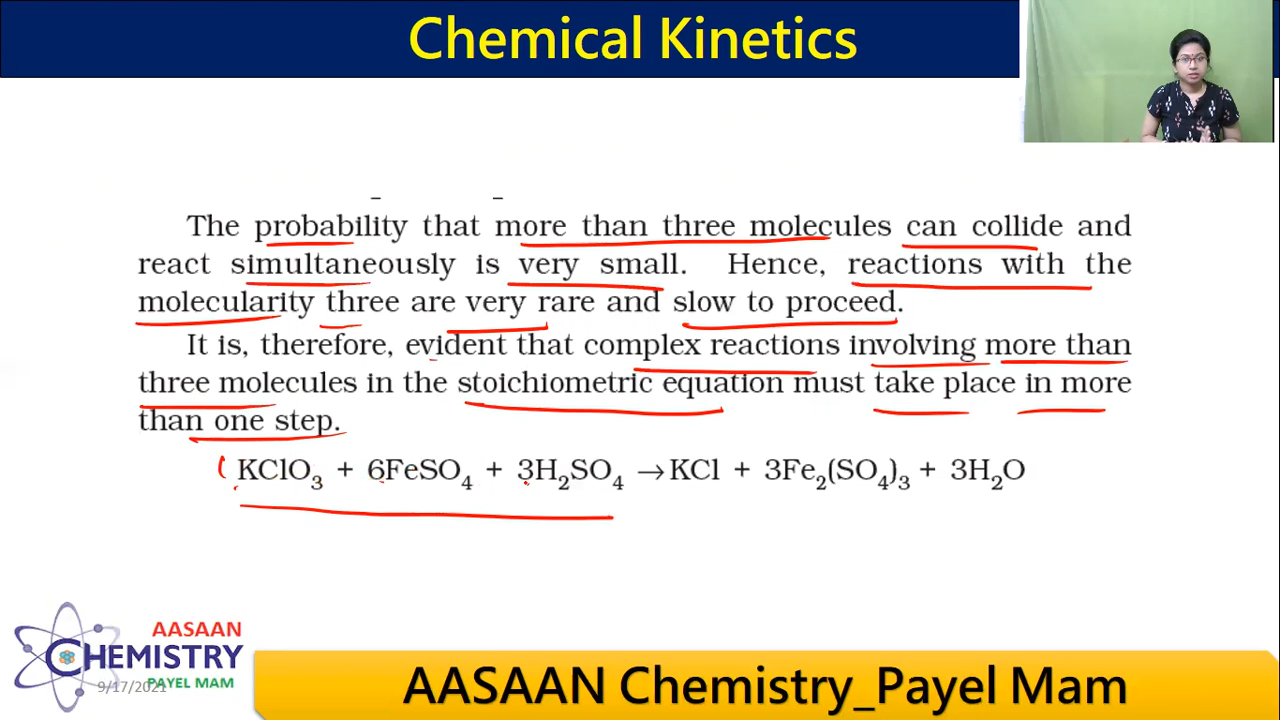 Chemical Kinetics
The probability that more than three molecules can collide and
react simultaneously is very small. Hence, reactions with the
molecularity three are very rare and slow to proceed.
It is, therefore, evident that complex reactions involving more than
three molecules in the stoichiometric equation must take place in more
than one step.
(KClO₃ + 6FeSO₄ + 3H₂SO₄ → KCl + 3Fe₂(SO₄)₃ + 3H₂O
AASAAN
CHEMISTRY
PAYEL MAM
9/17/2021
AASAAN Chemistry_Payel Mam